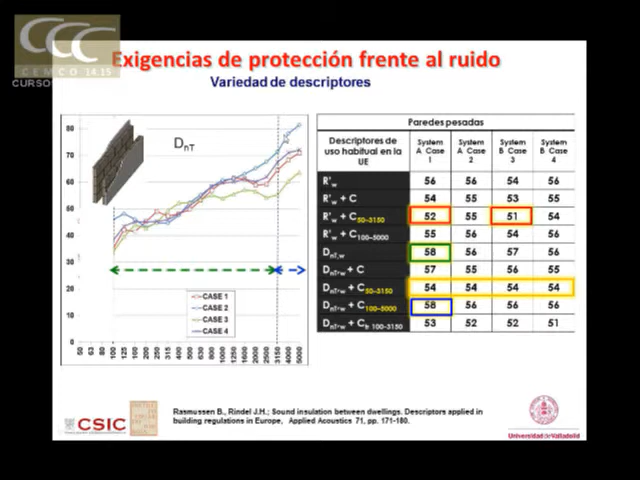 CCC
CEMCO 14.15
CURSOS
Exigencias de protección frente al ruido
Variedad de descriptores
80
70
60
50
40
30
20
10
0
DnT
CASE 1
CASE 2
CASE 3
CASE 4
50 63 80 100 125 160 200 250 315 400 500 630 800 1000 1250 1600 2000 2500 3150 4000 5000
Paredes pesadas
Descriptores de uso habitual en la UE System A Case 1 System A Case 2 System B Case 3 System B Case 4
R'w 56 56 54 56
R'w + C 54 55 53 55
R'w + C50-3150 52 55 51 54
R'w + C100-5000 55 56 54 56
DnT,w 58 56 57 56
DnT,w + C 57 55 56 55
DnT,w + C50-3150 54 54 54 54
DnT,w + C100-5000 58 56 56 56
DnT,w + Ctr 100-3150 53 52 52 51
Rasmussen B., Rindel J.H.; Sound insulation between dwellings. Descriptors applied in
building regulations in Europe, Applied Acoustics 71, pp. 171-180.
CSIC
Universidad de Valladolid